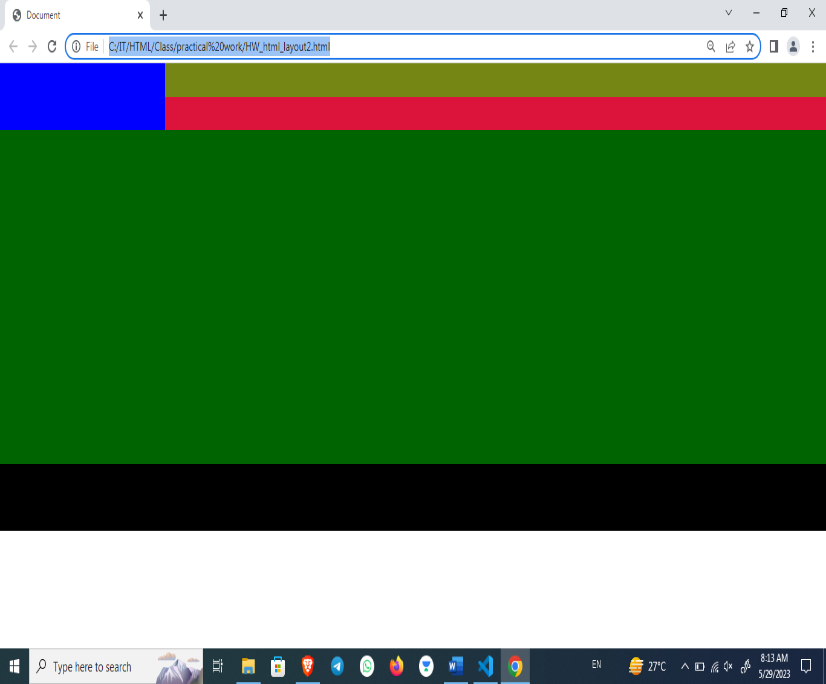 Document
File
C:/IT/HTML/Class/practical%20work/HW_html_layout2.html
Type here to search
EN
27°C
8:13 AM
5/29/2023